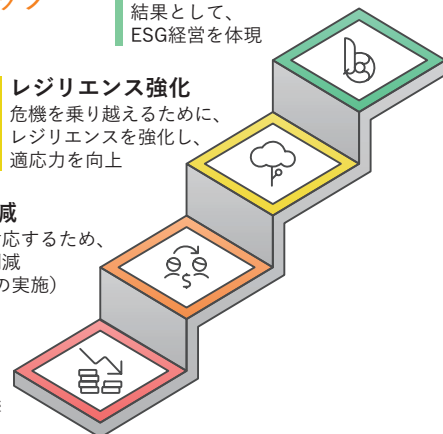 結果として、
ESG経営を体現
レジリエンス強化
危機を乗り越えるために、
レジリエンスを強化し、
適応力を向上
減
応するため、
減
の実施)